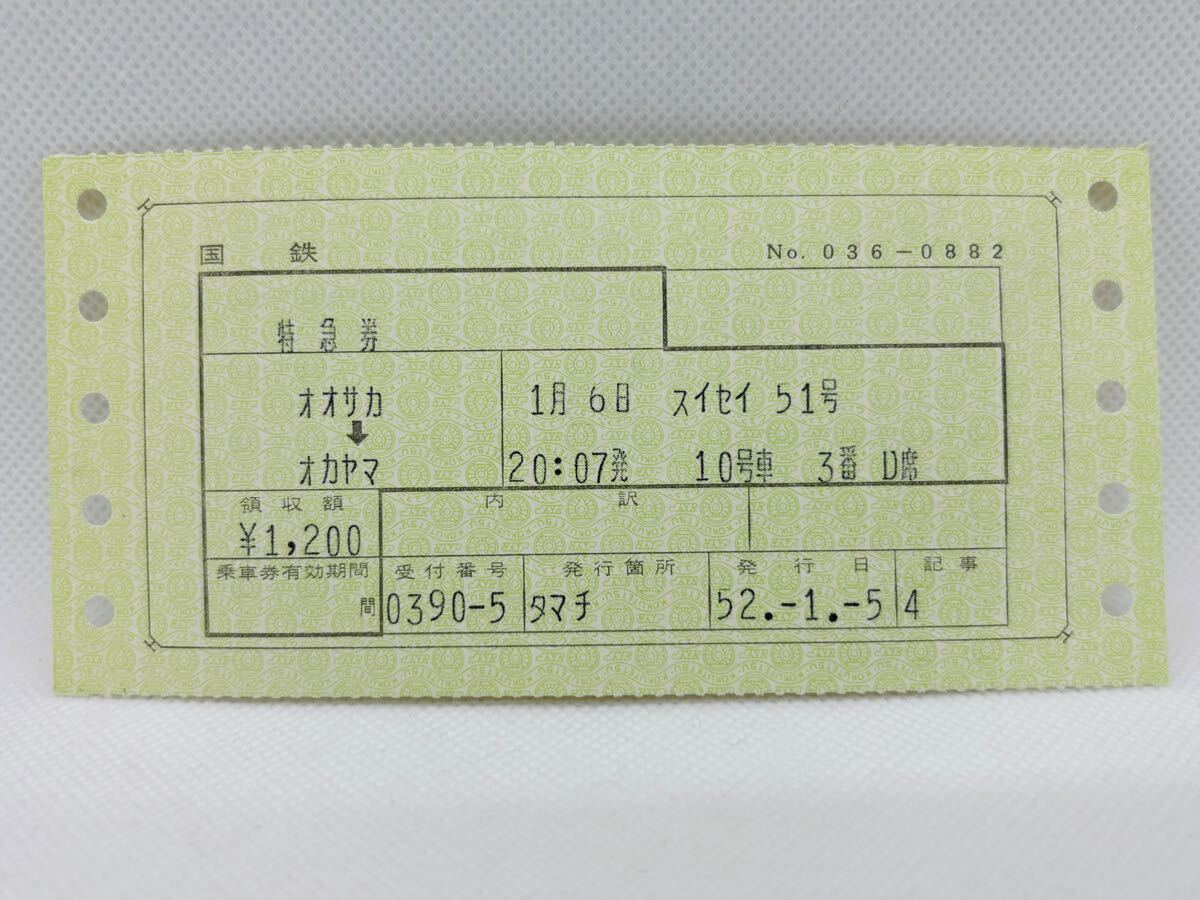 国鉄 No. 036-0882
特急券
オオサカ 1月 6日 スイセイ 51号
↓
オカヤマ 20:07発 10号車 3番 D席
領収額 内訳
¥1,200
乗車券有効期間 受付番号 発行箇所 発行日 記事
間 0390-5 タマチ 52.-1.-5 4